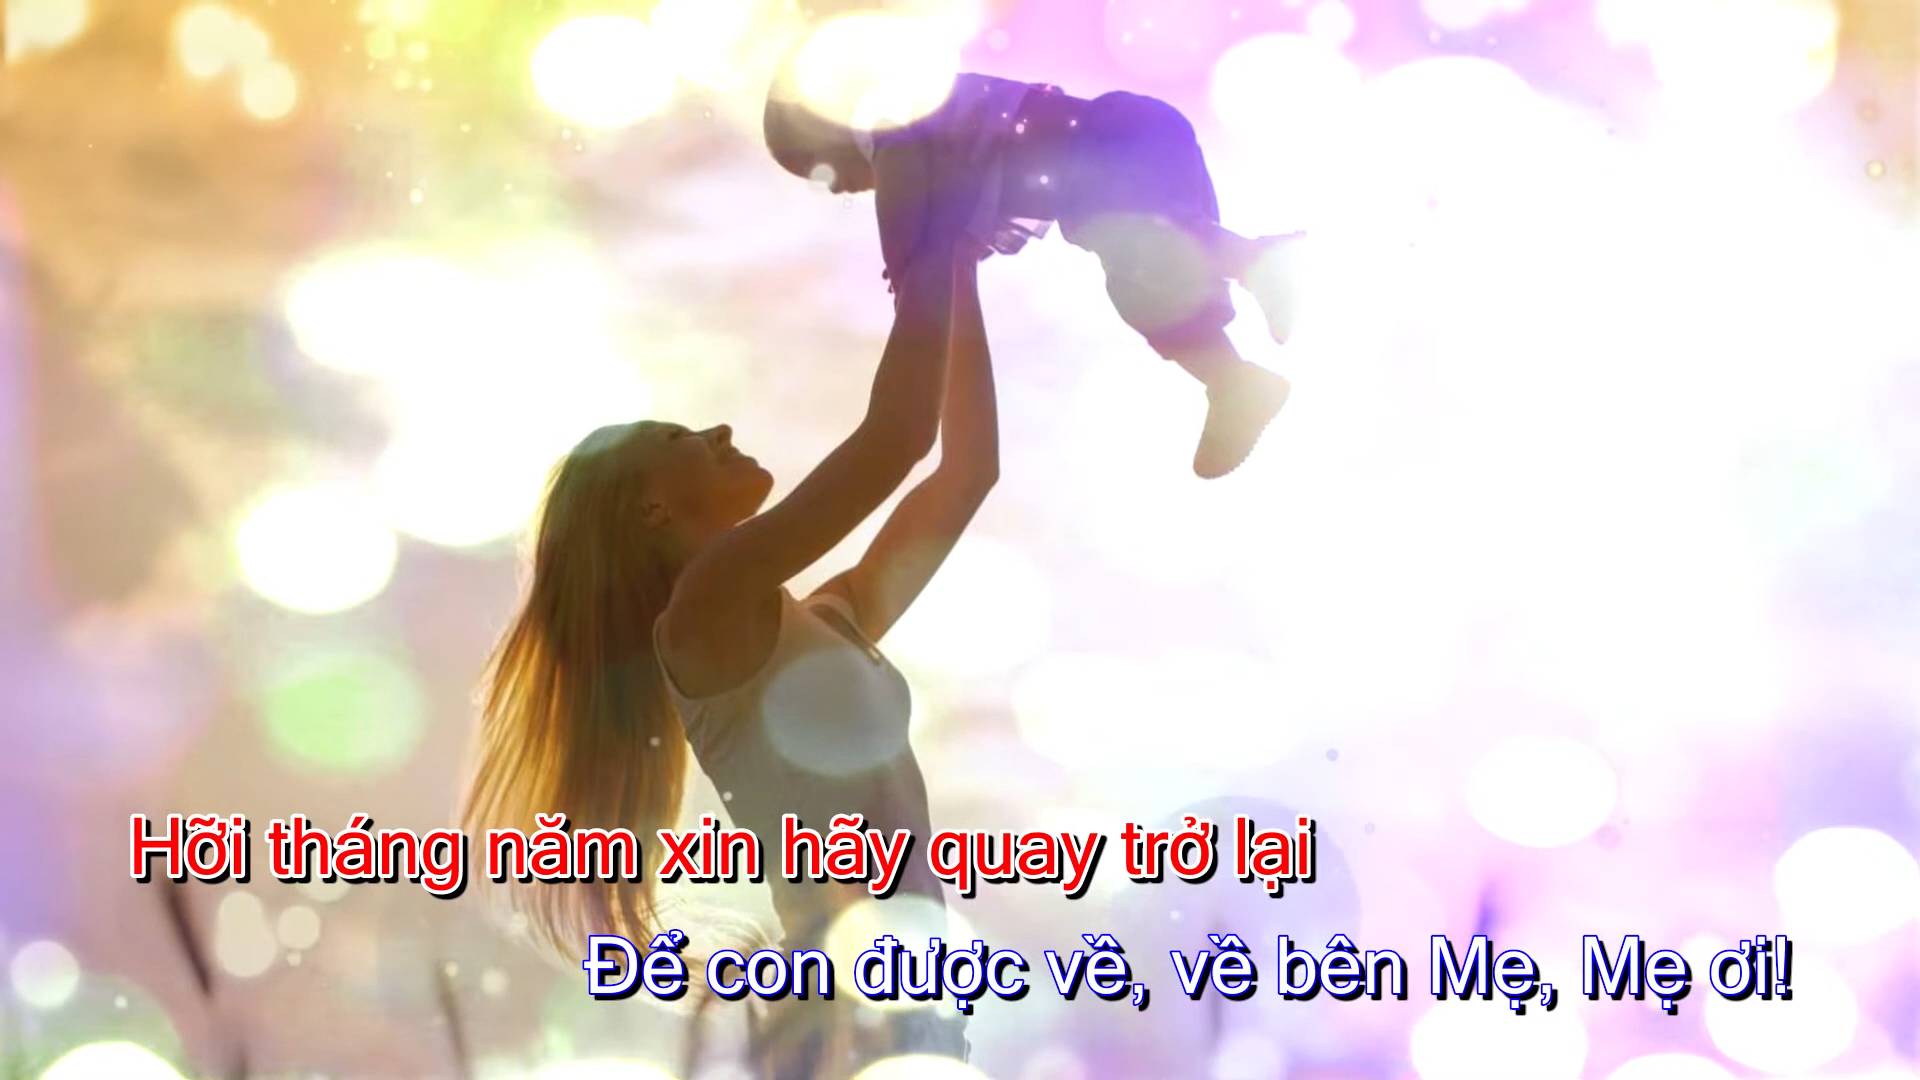 Hỡi tháng năm xin hãy quay trở lại
Để con được về, về bên Mẹ, Mẹ ơi!